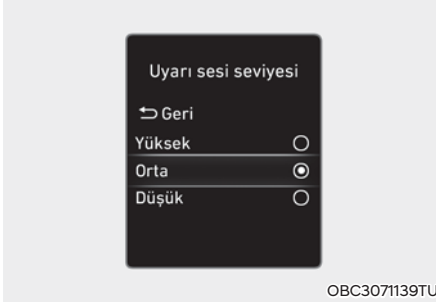 Uyarı sesi seviyesi
Geri
Yüksek
Orta
Düşük
OBC3071139TU